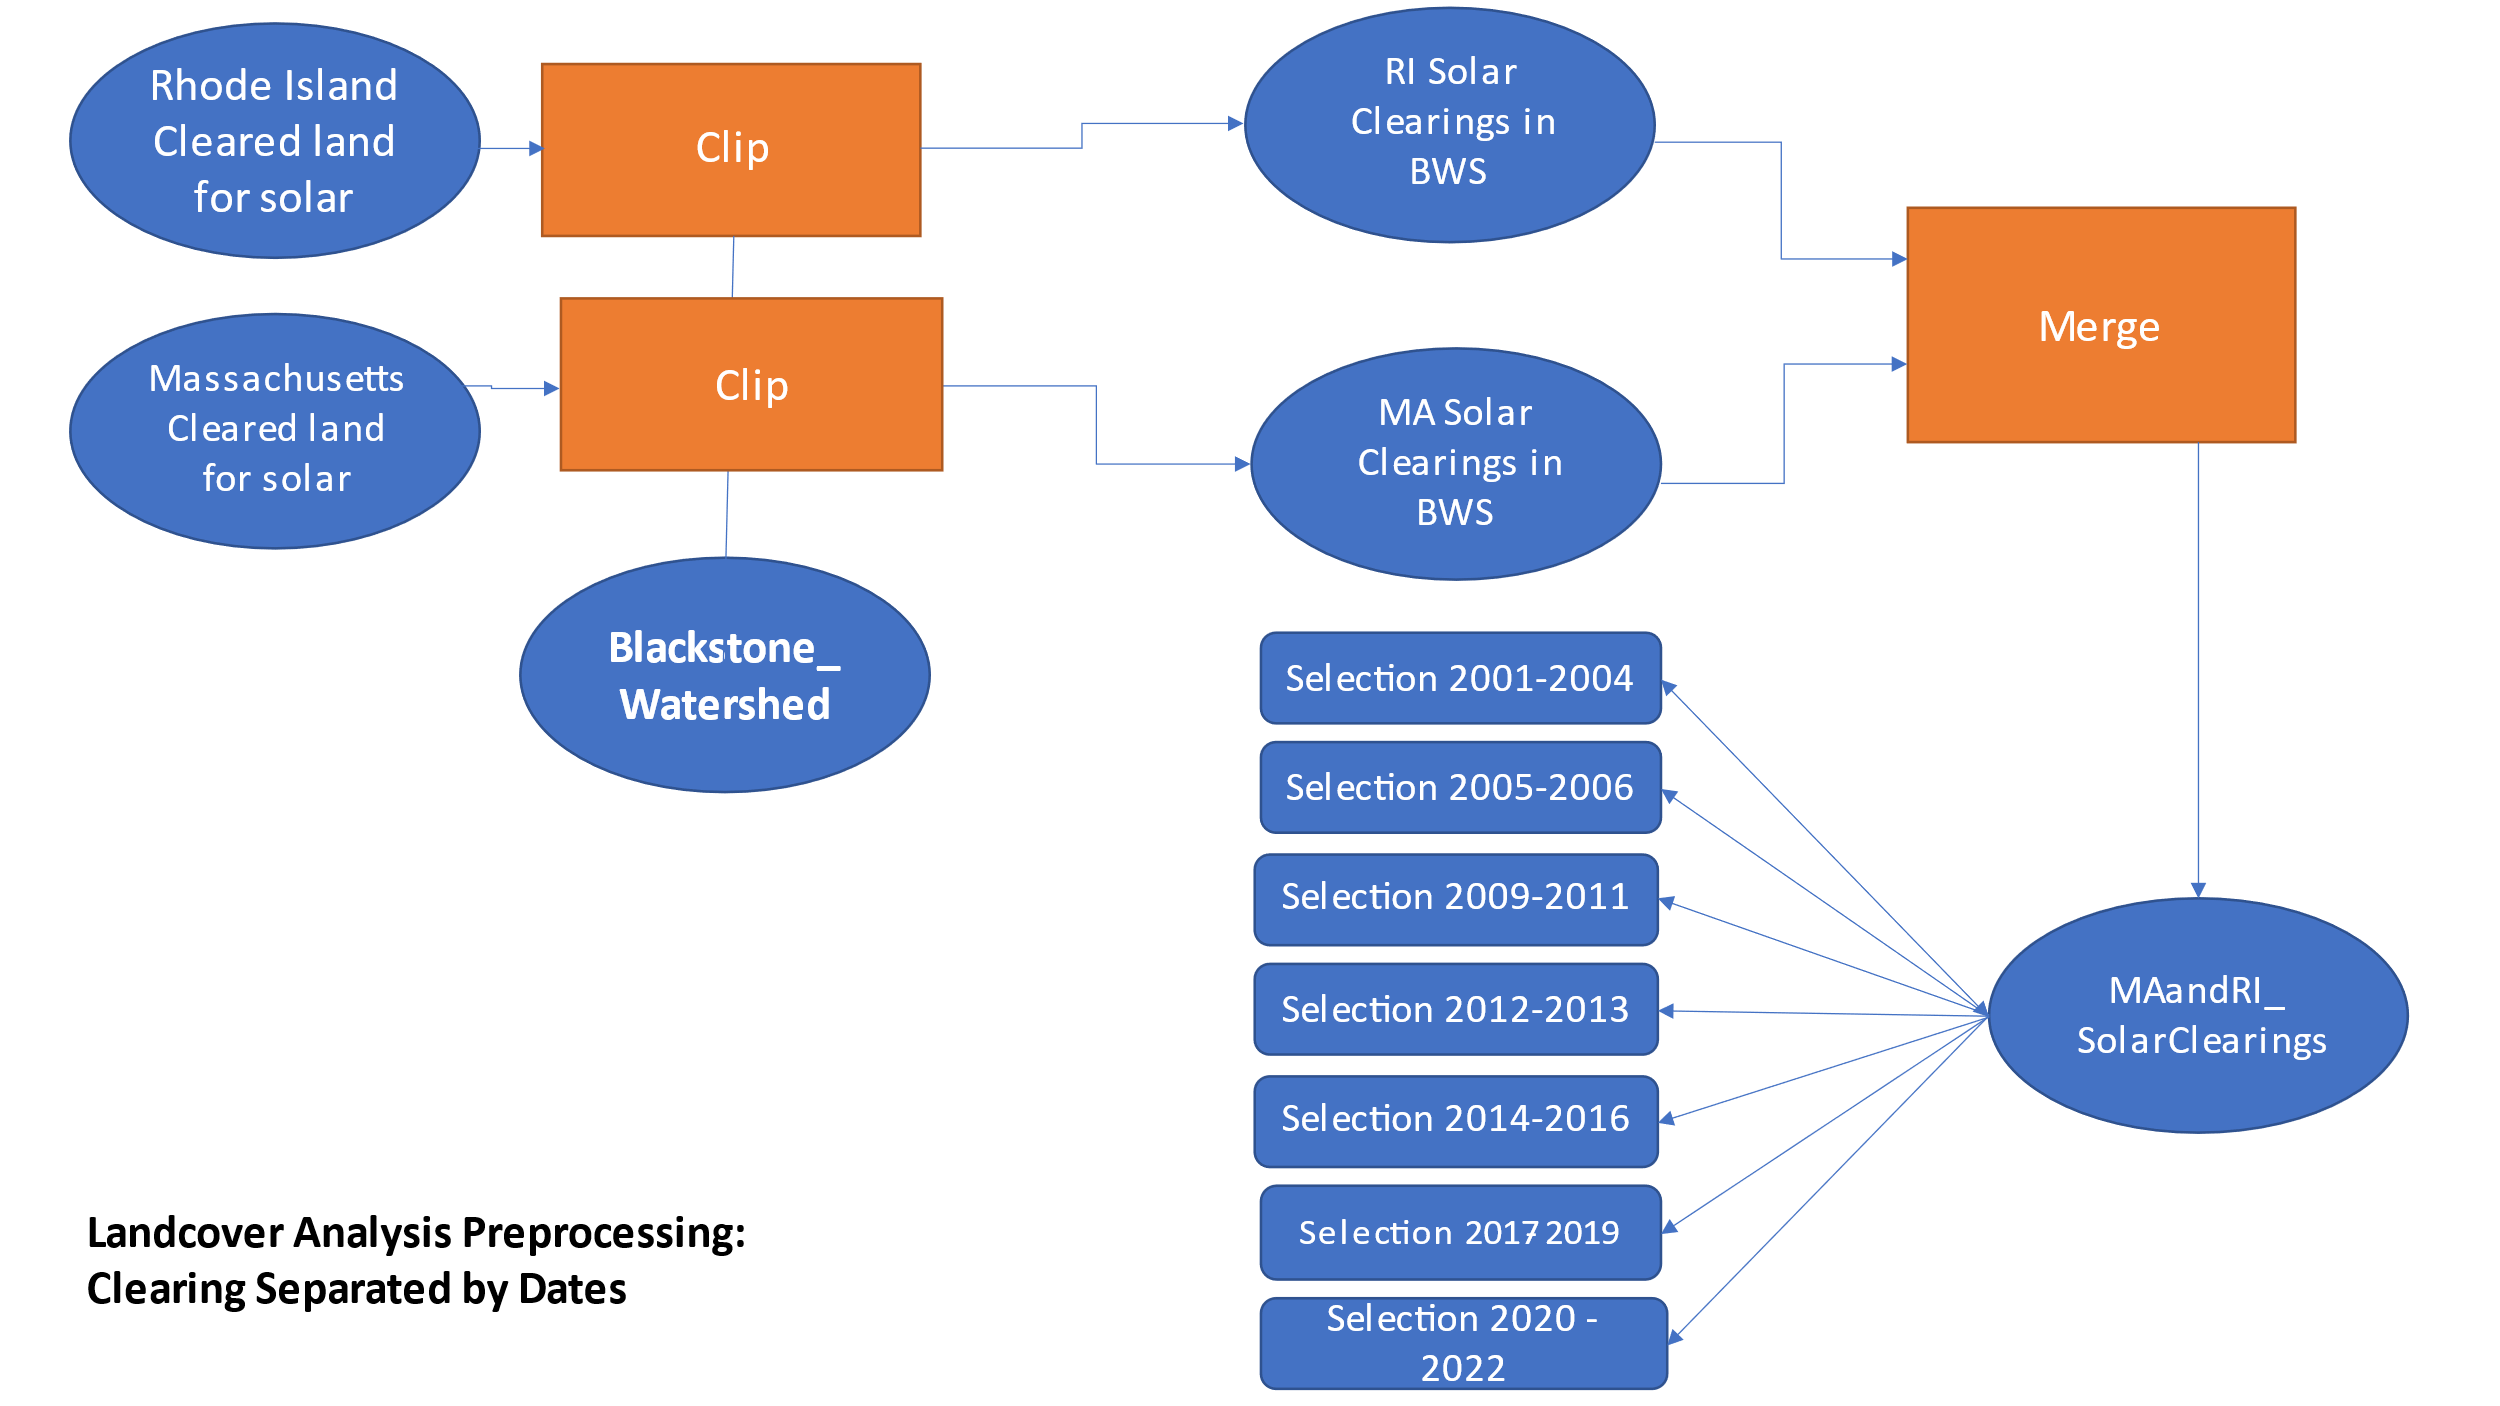 Rhode Island
Cleared land
for solar
Clip
RI Solar
Clearings in
BWS
Massachusetts
Cleared land
for solar
Clip
MA Solar
Clearings in
BWS
Merge
Blackstone_
Watershed
Selection 2001-2004
Selection 2005-2006
Selection 2009-2011
Selection 2012-2013
Selection 2014-2016
Selection 2017-2019
Selection 2020 -
2022
MAandRI_
SolarClearings
Landcover Analysis Preprocessing:
Clearing Separated by Dates